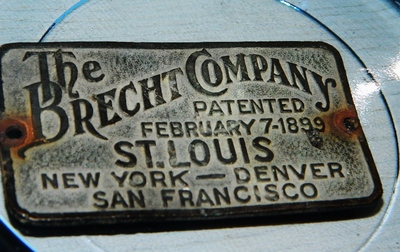 The
Brecht Company
PATENTED
FEBRUARY 7-1899
ST. LOUIS
NEW YORK — DENVER
SAN FRANCISCO